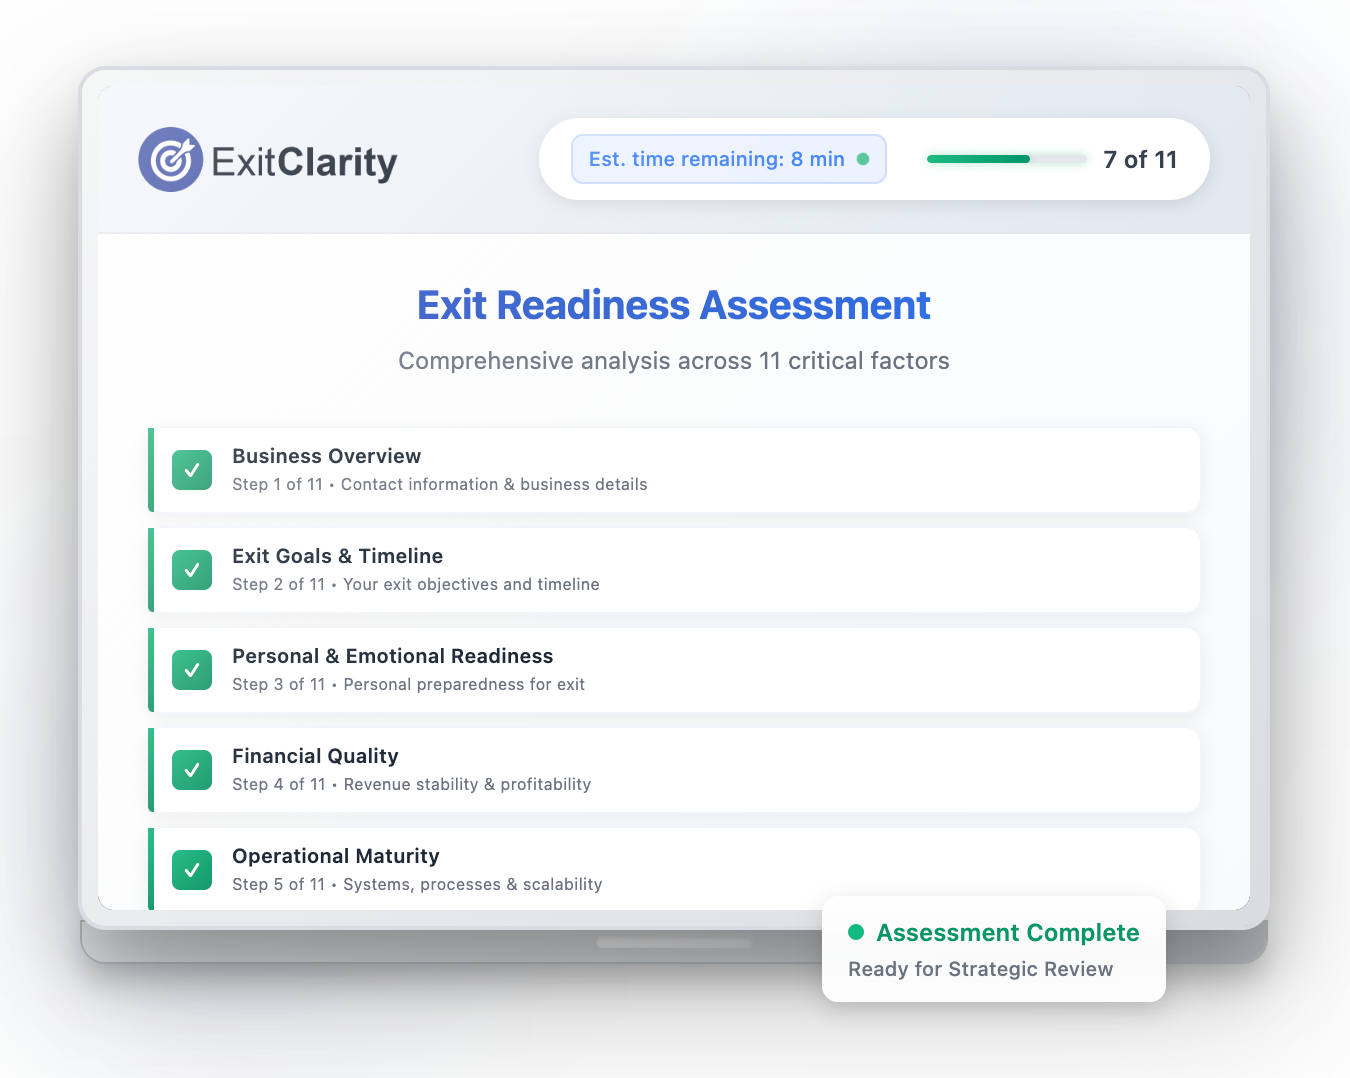 ExitClarity
Est. time remaining: 8 min
7 of 11
Exit Readiness Assessment
Comprehensive analysis across 11 critical factors
Business Overview
Step 1 of 11 • Contact information & business details
Exit Goals & Timeline
Step 2 of 11 • Your exit objectives and timeline
Personal & Emotional Readiness
Step 3 of 11 • Personal preparedness for exit
Financial Quality
Step 4 of 11 • Revenue stability & profitability
Operational Maturity
Step 5 of 11 • Systems, processes & scalability
Assessment Complete
Ready for Strategic Review